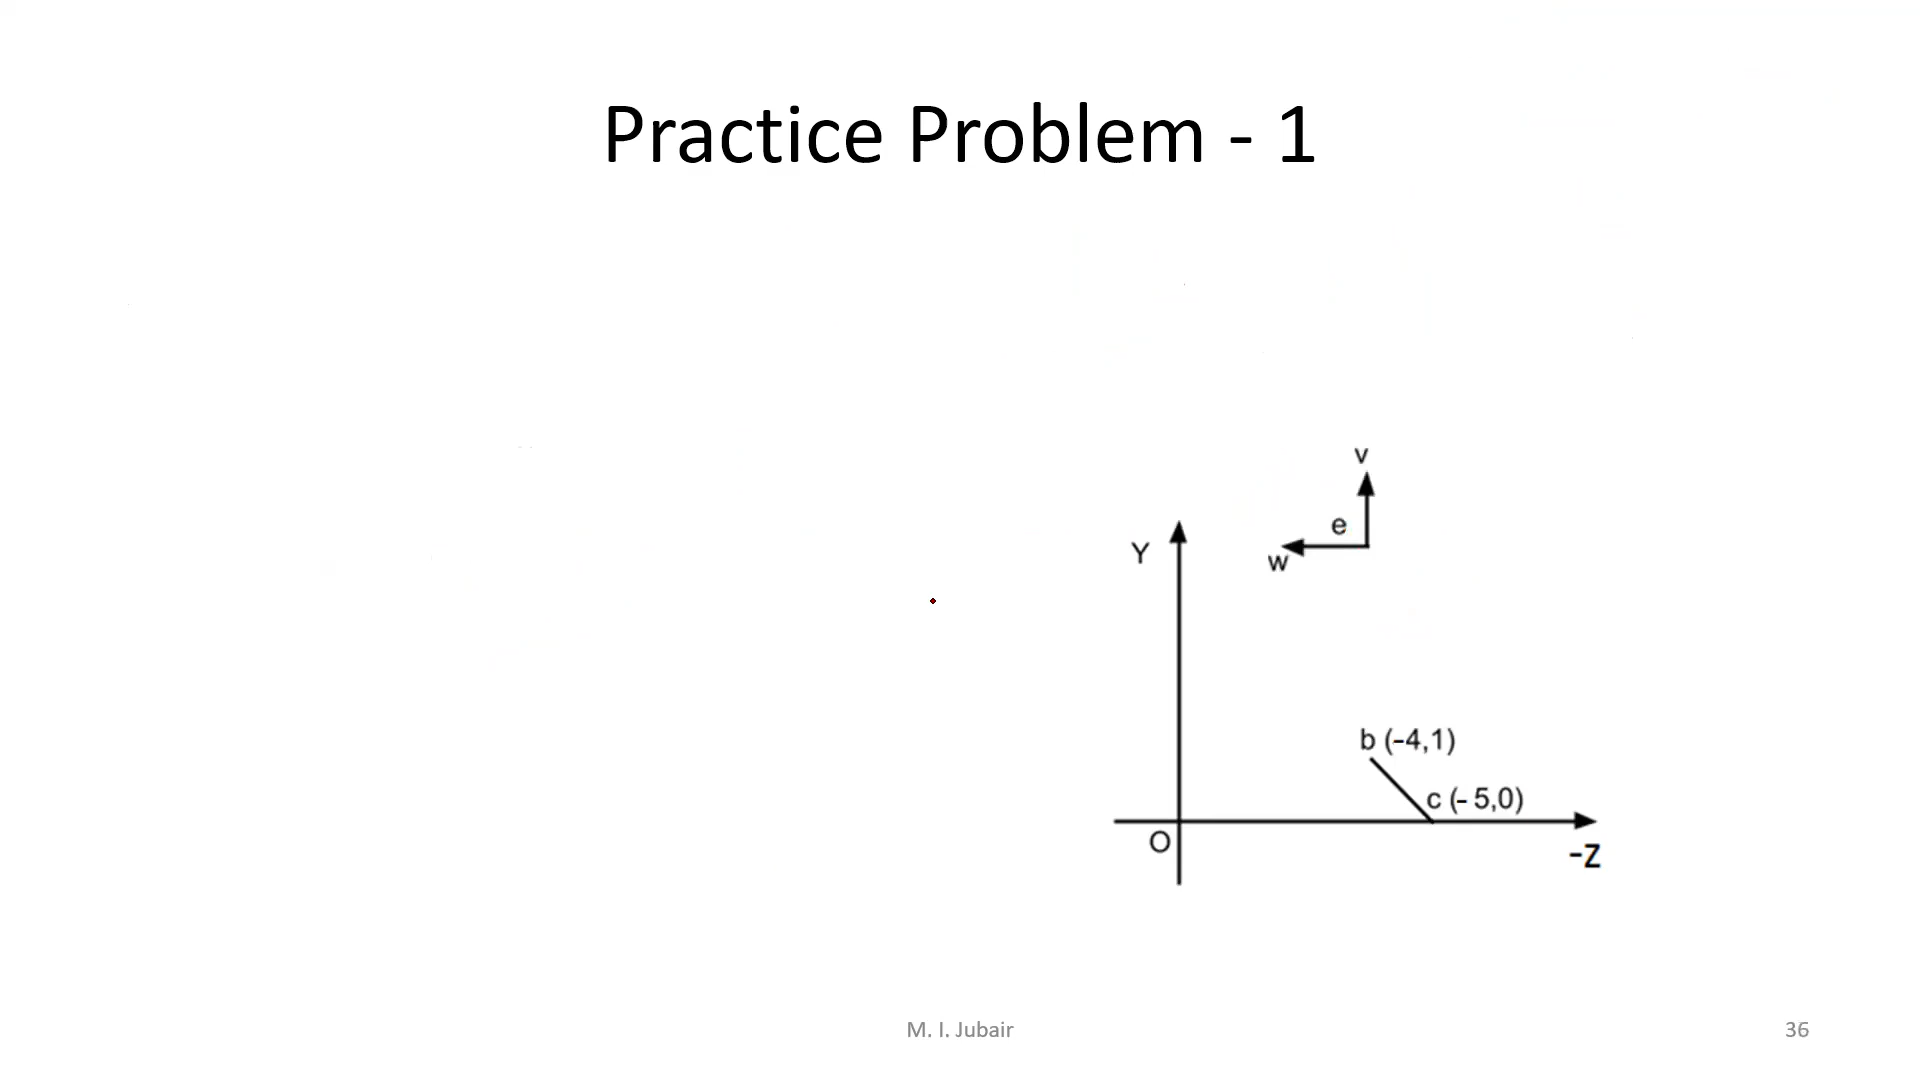 Practice Problem - 1
v
e
Y
w
b (-4,1)
c (- 5,0)
O
-Z
M. I. Jubair
36